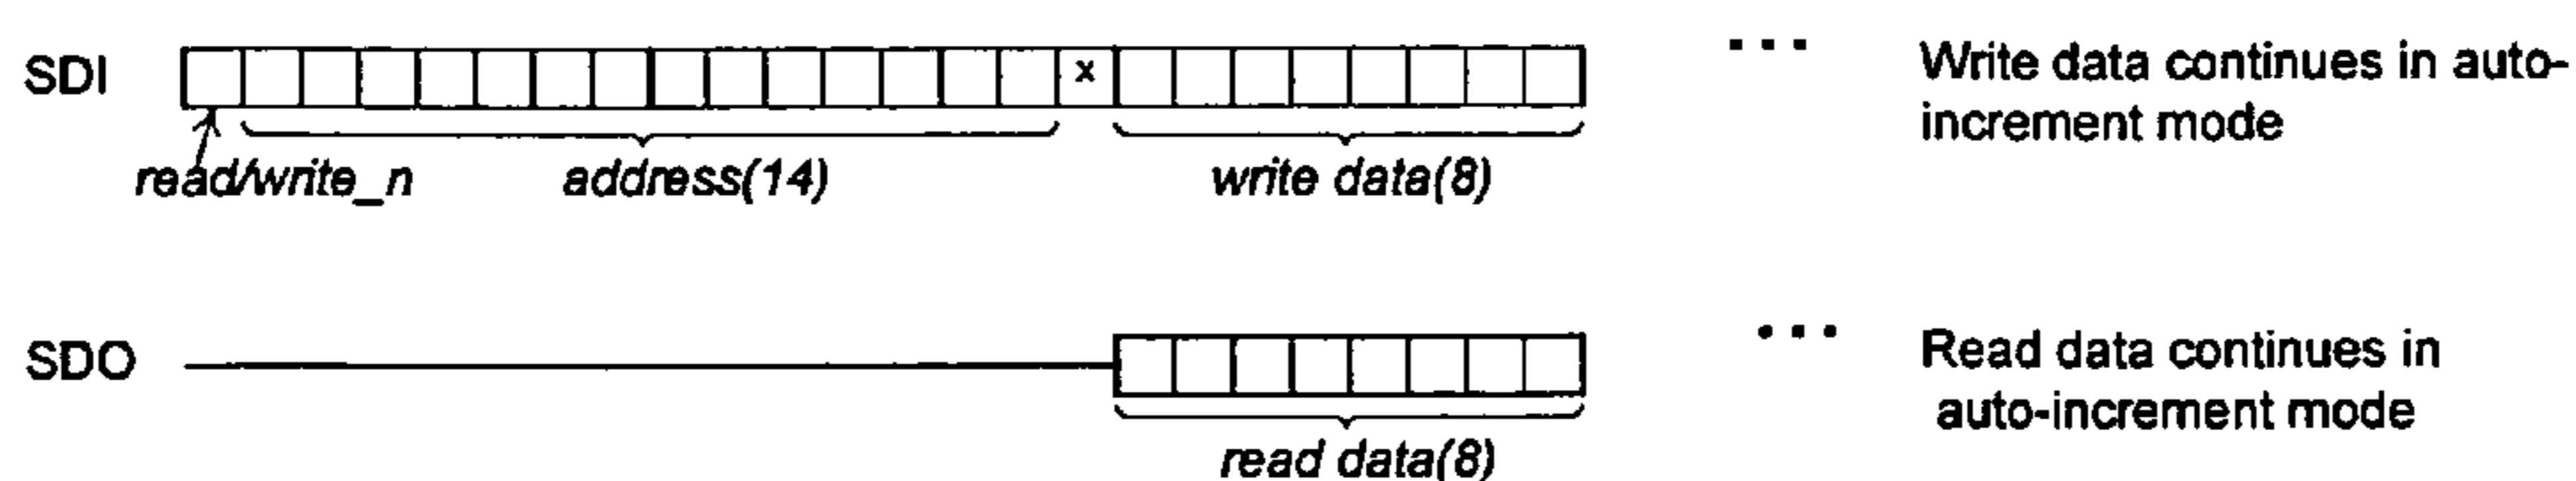 SDI x ... Write data continues in auto-
increment mode
read/write_n address(14) write data(8)
SDO ... Read data continues in
auto-increment mode
read data(8)